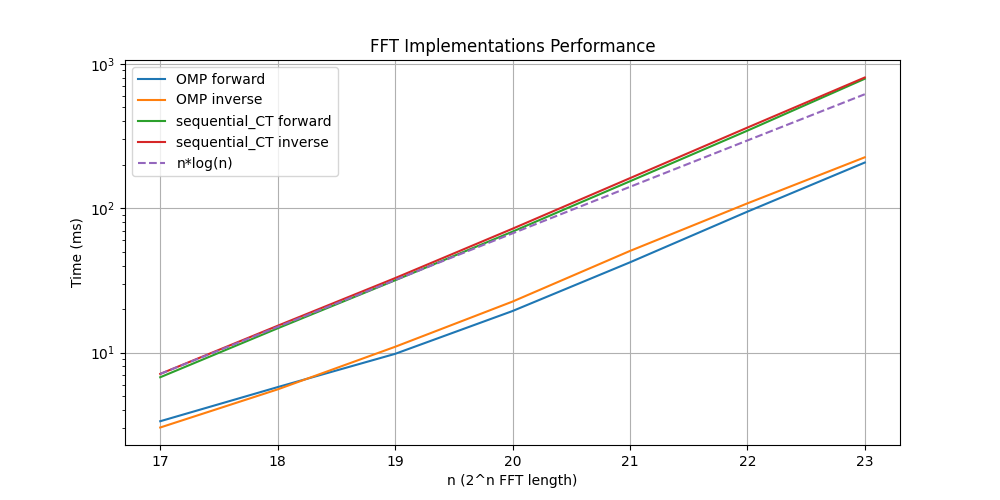 FFT Implementations Performance
OMP forward
OMP inverse
sequential_CT forward
sequential_CT inverse
n*log(n)
Time (ms)
10^3
10^2
10^1
17 18 19 20 21 22 23
n (2^n FFT length)